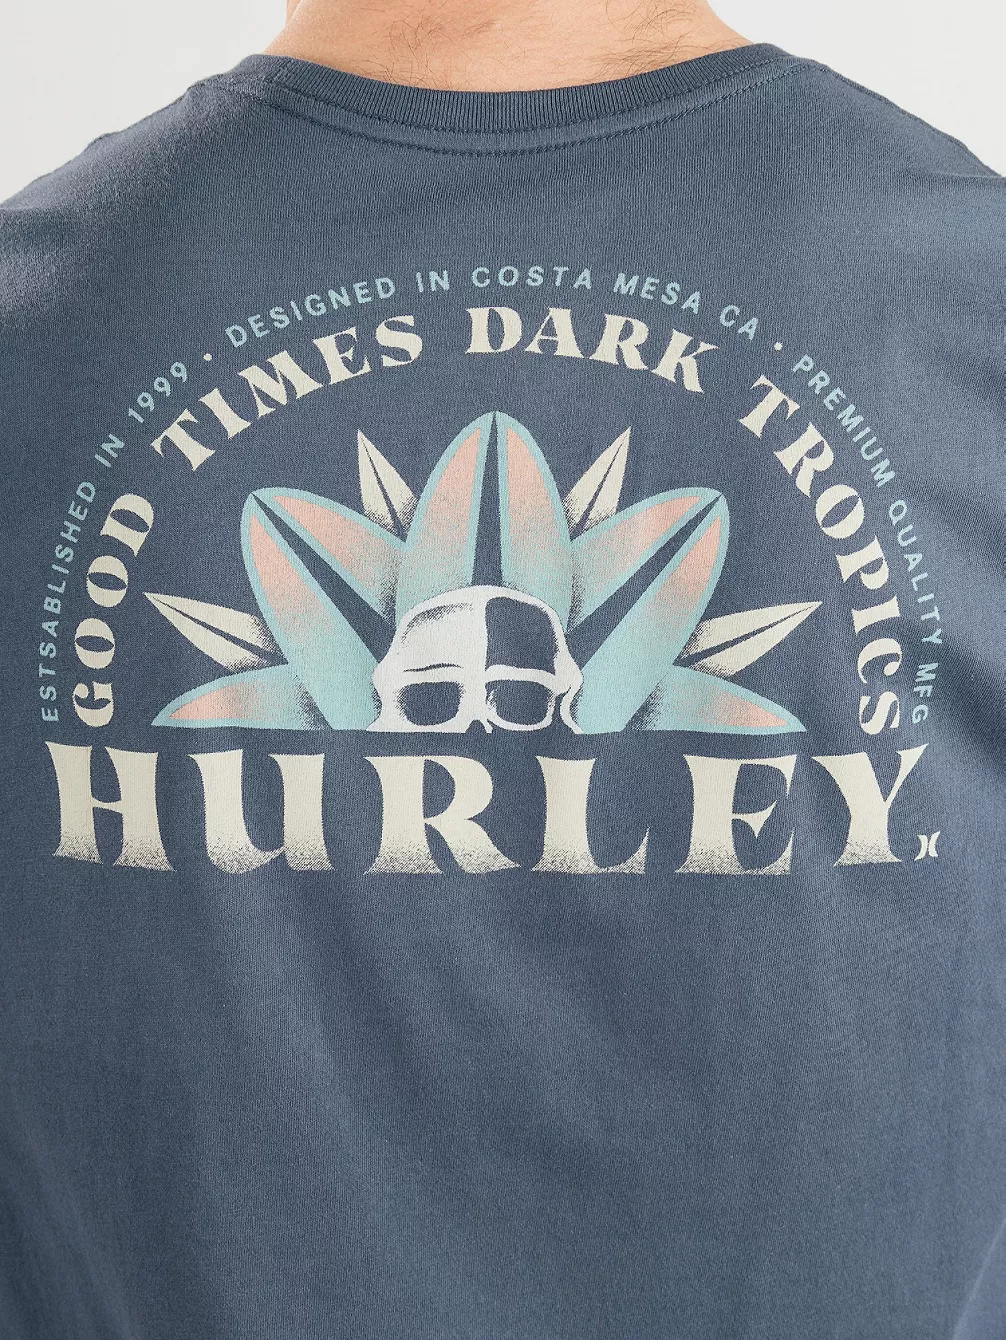 ESTSABLISHED IN 1999 • DESIGNED IN COSTA MESA CA • PREMIUM QUALITY MFG
GOOD TIMES DARK TROPICS
HURLEY